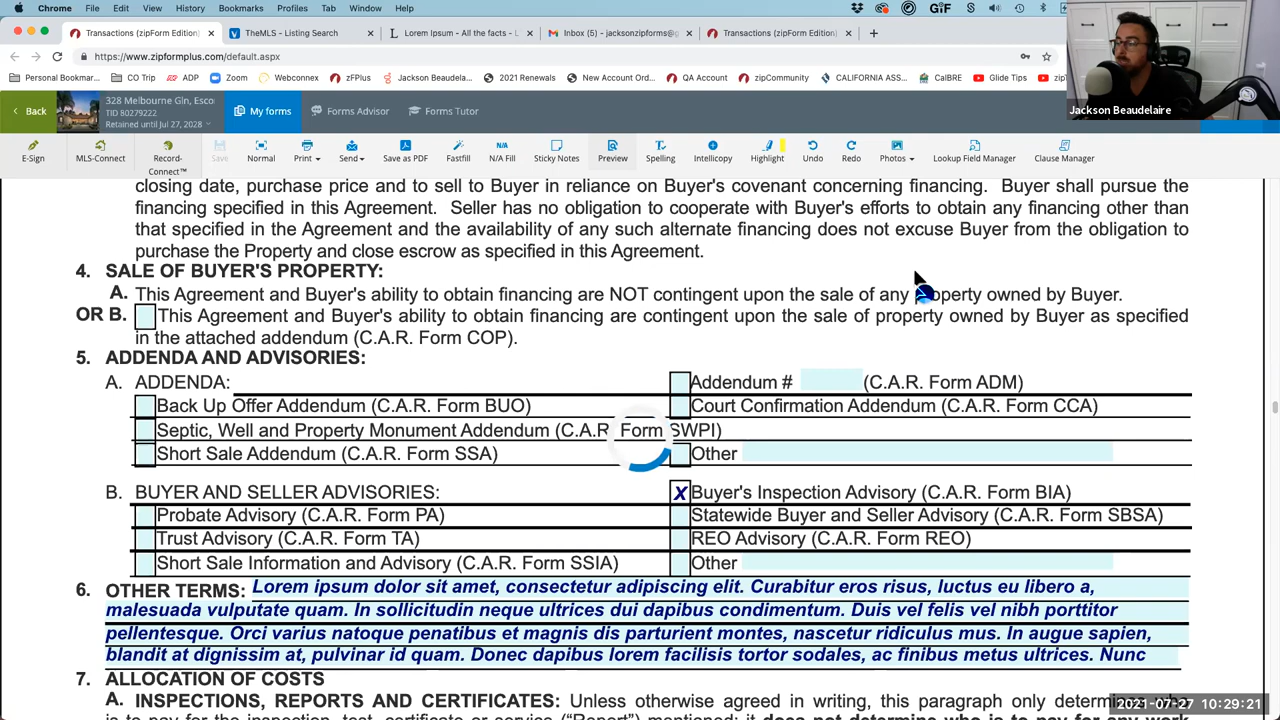 Chrome File Edit View History Bookmarks Profiles Tab Window Help GIF
Transactions (zipForm Edition) TheMLS - Listing Search Lorem Ipsum - All the facts - L Inbox (5) - jacksonzipforms@g Transactions (zipForm Edition)
https://www.zipformplus.com/default.aspx
Personal Bookmar... CO Trip ADP Zoom Webconnex zFPlus Jackson Beaudela... 2021 Renewals New Account Ord... QA Account zipCommunity CALIFORNIA ASS... CalBRE Glide Tips
Jackson Beaudelaire
Back 328 Melbourne Gln, Esco My forms Forms Advisor Forms Tutor
TID 80279222
Retained until Jul 27, 2028
E-Sign MLS-Connect Record-Connect™ Save Normal Print Send Save as PDF Fastfill N/A N/A Fill Sticky Notes Preview Spelling Intellicopy Highlight Undo Redo Photos Lookup Field Manager Clause Manager
closing date, purchase price and to sell to Buyer in reliance on Buyer's covenant concerning financing. Buyer shall pursue the
financing specified in this Agreement. Seller has no obligation to cooperate with Buyer's efforts to obtain any financing other than
that specified in the Agreement and the availability of any such alternate financing does not excuse Buyer from the obligation to
purchase the Property and close escrow as specified in this Agreement.
4. SALE OF BUYER'S PROPERTY:
A. This Agreement and Buyer's ability to obtain financing are NOT contingent upon the sale of any property owned by Buyer.
OR B. This Agreement and Buyer's ability to obtain financing are contingent upon the sale of property owned by Buyer as specified
in the attached addendum (C.A.R. Form COP).
5. ADDENDA AND ADVISORIES:
A. ADDENDA: Addendum # (C.A.R. Form ADM)
Back Up Offer Addendum (C.A.R. Form BUO) Court Confirmation Addendum (C.A.R. Form CCA)
Septic, Well and Property Monument Addendum (C.A.R. Form SWPI)
Short Sale Addendum (C.A.R. Form SSA) Other
B. BUYER AND SELLER ADVISORIES: X Buyer's Inspection Advisory (C.A.R. Form BIA)
Probate Advisory (C.A.R. Form PA) Statewide Buyer and Seller Advisory (C.A.R. Form SBSA)
Trust Advisory (C.A.R. Form TA) REO Advisory (C.A.R. Form REO)
Short Sale Information and Advisory (C.A.R. Form SSIA) Other
6. OTHER TERMS: Lorem ipsum dolor sit amet, consectetur adipiscing elit. Curabitur eros risus, luctus eu libero a,
malesuada vulputate quam. In sollicitudin neque ultrices dui dapibus condimentum. Duis vel felis vel nibh porttitor
pellentesque. Orci varius natoque penatibus et magnis dis parturient montes, nascetur ridiculus mus. In augue sapien,
blandit at dignissim at, pulvinar id quam. Donec dapibus lorem facilisis tortor sodales, ac finibus metus ultrices. Nunc
7. ALLOCATION OF COSTS
A. INSPECTIONS, REPORTS AND CERTIFICATES: Unless otherwise agreed in writing, this paragraph only
2021-07-27 10:29:21